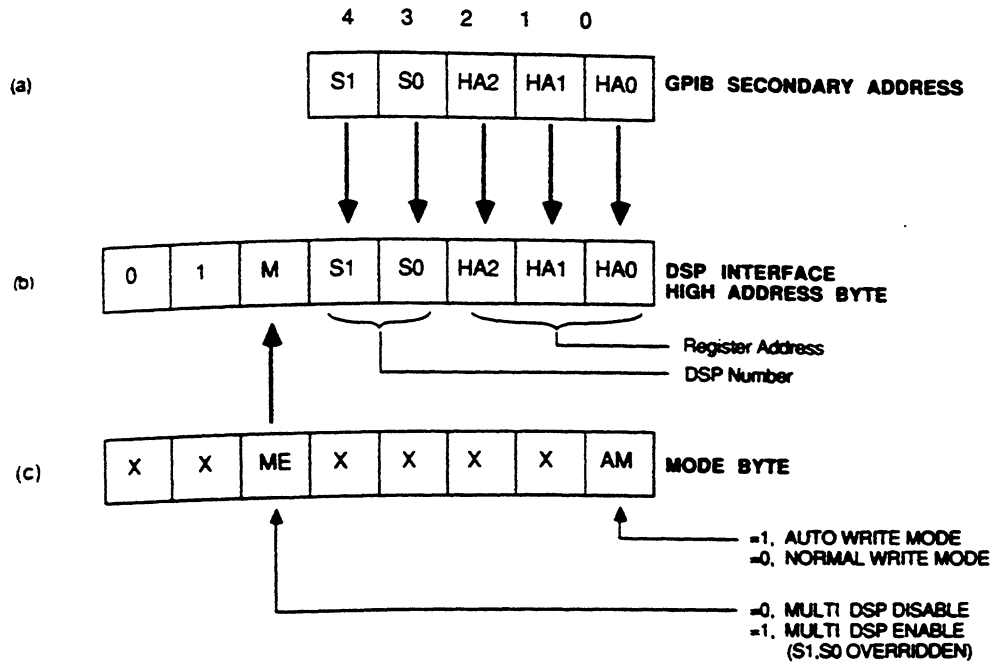 4 3 2 1 0
(a) S1 S0 HA2 HA1 HA0 GPIB SECONDARY ADDRESS
(b) 0 1 M S1 S0 HA2 HA1 HA0 DSP INTERFACE
HIGH ADDRESS BYTE
Register Address
DSP Number
(c) X X ME X X X X AM MODE BYTE
=1, AUTO WRITE MODE
=0, NORMAL WRITE MODE
=0, MULTI DSP DISABLE
=1, MULTI DSP ENABLE
(S1,S0 OVERRIDDEN)